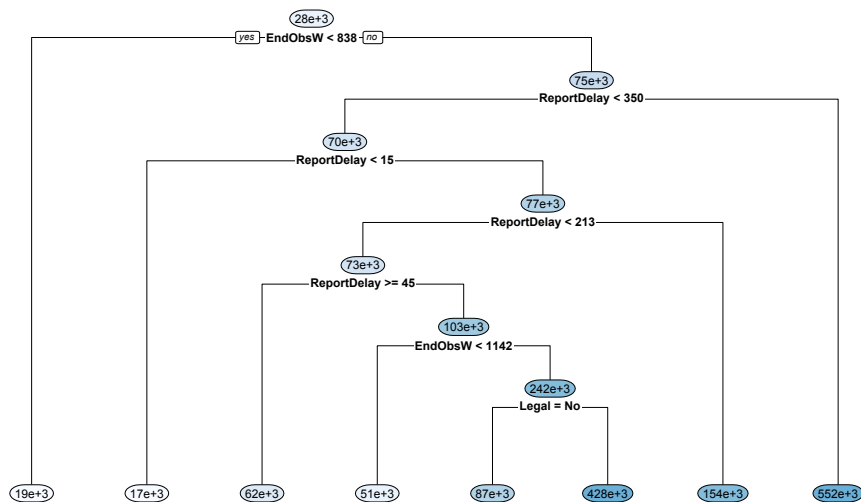 28e+3
yes EndObsW < 838 no
75e+3
ReportDelay < 350
70e+3
ReportDelay < 15
77e+3
ReportDelay < 213
73e+3
ReportDelay >= 45
103e+3
EndObsW < 1142
242e+3
Legal = No
19e+3 17e+3 62e+3 51e+3 87e+3 428e+3 154e+3 552e+3